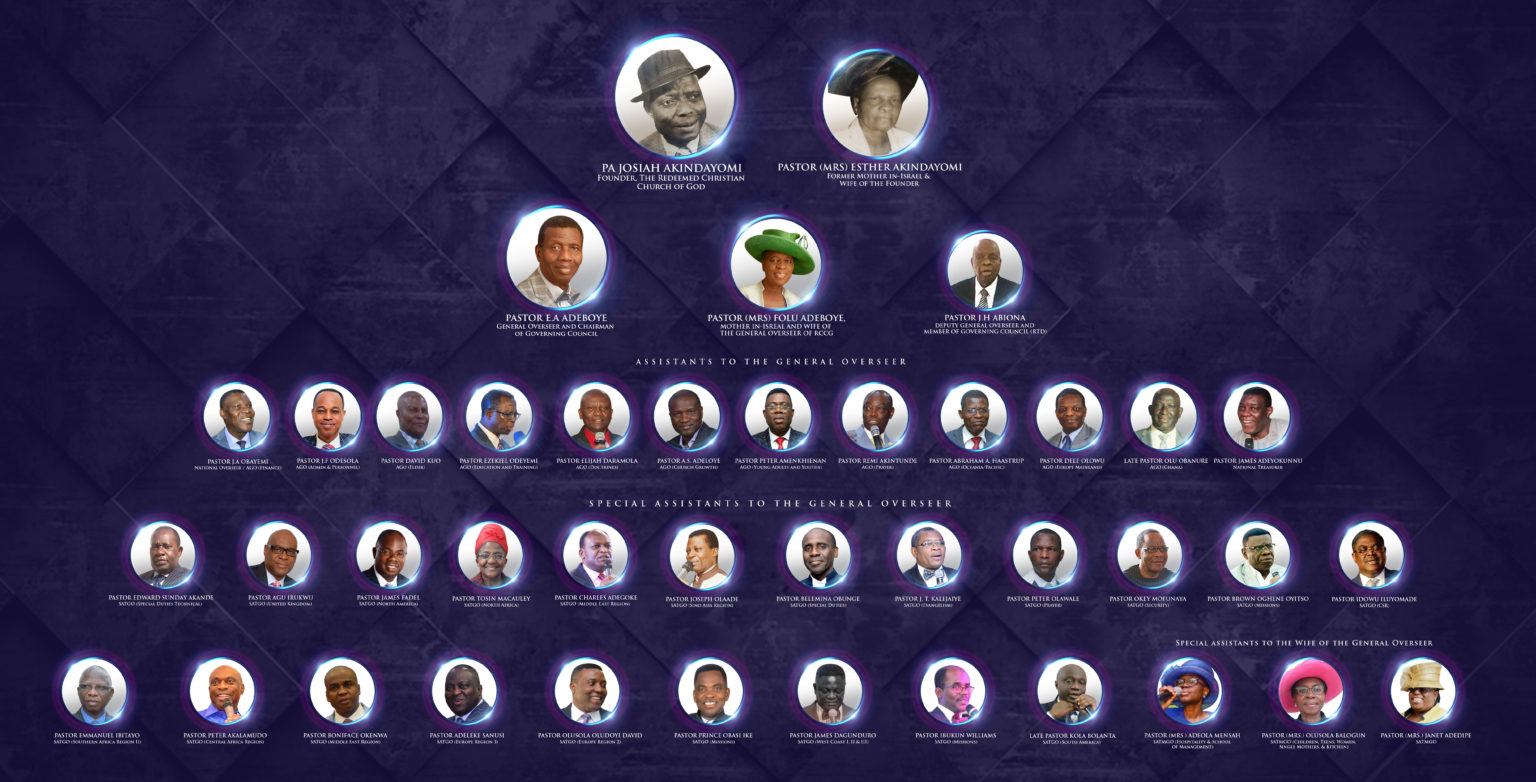 PA JOSIAH AKINDAYOMI
FOUNDER, THE REDEEMED CHRISTIAN
CHURCH OF GOD
PASTOR (MRS) ESTHER AKINDAYOMI
FORMER MOTHER IN-ISRAEL &
WIFE OF THE FOUNDER
PASTOR E.A ADEBOYE
GENERAL OVERSEER AND CHAIRMAN
OF GOVERNING COUNCIL
PASTOR (MRS) FOLU ADEBOYE,
MOTHER IN-ISREAL AND WIFE OF
THE GENERAL OVERSEER OF RCCG
PASTOR J H ABIONA
DEPUTY GENERAL OVERSEER AND
MEMBER OF GOVERNING COUNCIL (RTD)
ASSISTANTS TO THE GENERAL OVERSEER
PASTOR J.A OBAYEMI
NATIONAL OVERSEER / AGO (FINANCE)
PASTOR J.F ODESOLA
AGO (ADMIN & PERSONNEL)
PASTOR DAVID KUO
AGO (ELDER)
PASTOR EZEKIEL ODEYEMI
AGO (EDUCATION AND TRAINING)
PASTOR ELIJAH DARAMOLA
AGO (DOCTRINES)
PASTOR A.S. ADELOYE
AGO (CHURCH GROWTH)
PASTOR PETER AMENKHIENAN
AGO (YOUNG ADULTS AND YOUTHS)
PASTOR REMI AKINTUNDE
AGO (PRAYER)
PASTOR ABRAHAM A. HAASTRUP
AGO (OCEANIA/PACIFIC)
PASTOR DELE OLOWU
AGO (EUROPE MAINLAND)
LATE PASTOR OLU OBANURE
AGO (GHANA)
PASTOR JAMES ADEYOKUNNU
NATIONAL TREASURER
SPECIAL ASSISTANTS TO THE GENERAL OVERSEER
PASTOR EDWARD SUNDAY AKANDE
SATGO (SPECIAL DUTIES TECHNICAL)
PASTOR AGU IRUKWU
SATGO (UNITED KINGDOM)
PASTOR JAMES FADEL
SATGO (NORTH AMERICA)
PASTOR TOSIN MACAULEY
SATGO (NORTH AFRICA)
PASTOR CHARLES ADEGOKE
SATGO (MIDDLE EAST REGION)
PASTOR JOSEPH OLAADE
SATGO (SINO ASIA REGION)
PASTOR BELEMINA OBUNGE
SATGO (SPECIAL DUTIES)
PASTOR J. T. KALEJAIYE
SATGO (EVANGELISM)
PASTOR PETER OLAWALE
SATGO (PRAYER)
PASTOR OKEY MOFUNAYA
SATGO (SECURITY)
PASTOR BROWN OGHENE OYITSO
SATGO (MISSIONS)
PASTOR IDOWU ILUYOMADE
SATGO (CSR)
SPECIAL ASSISTANTS TO THE WIFE OF THE GENERAL OVERSEER
PASTOR EMMANUEL IBITAYO
SATGO (SOUTHERN AFRICA REGION II)
PASTOR PETER AKALAMUDO
SATGO (CENTRAL AFRICA REGION)
PASTOR BONIFACE OKENWA
SATGO (MIDDLE EAST REGION)
PASTOR ADELEKE SANUSI
SATGO (EUROPE REGION 3)
PASTOR OLUSOLA OLUDOYI DAVID
SATGO (EUROPE REGION 2)
PASTOR PRINCE OBASI IKE
SATGO (MISSIONS)
PASTOR JAMES DAGUNDURO
SATGO (WEST COAST I, II & III)
PASTOR IBUKUN WILLIAMS
SATGO (MISSIONS)
LATE PASTOR KOLA BOLANTA
SATGO (SOUTH AMERICA)
PASTOR (MRS ) ADEOLA MENSAH
SATMGO (HOSPITALITY & SCHOOL
OF MANAGEMENT)
PASTOR (MRS.) OLUSOLA BALOGUN
SATMGO (CHILDREN, TEENS, WOMEN,
SINGLE MOTHERS, & KITCHEN)
PASTOR (MRS.) JANET ADEDIPE
SATMGO